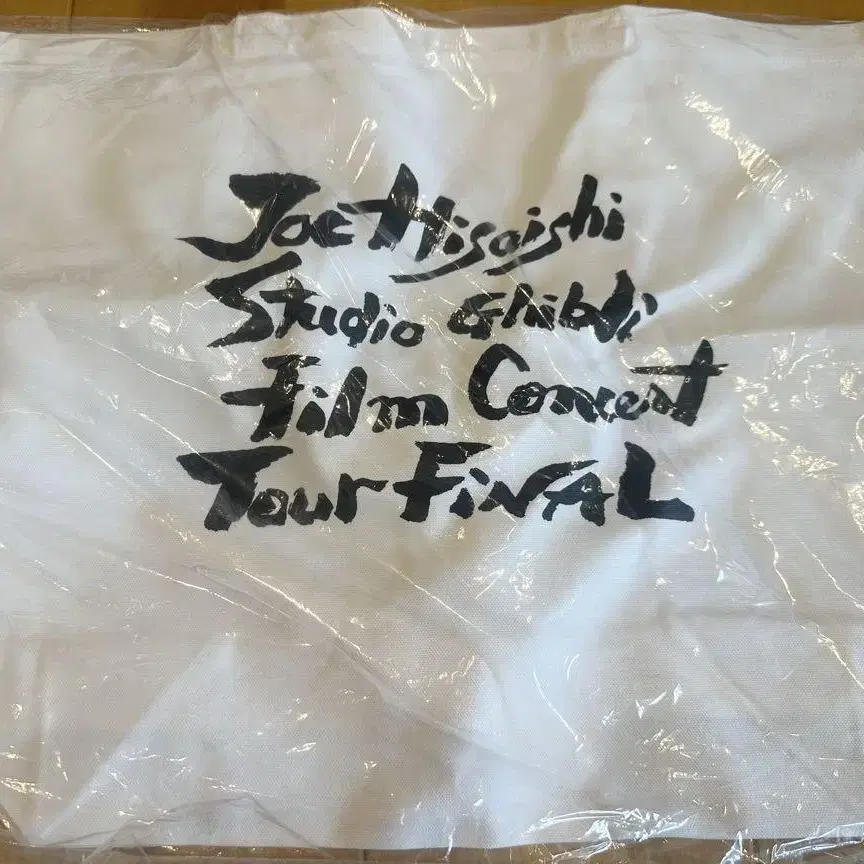 Joe Hisaishi
Studio Ghibli
Film Concert
Tour FiNAL